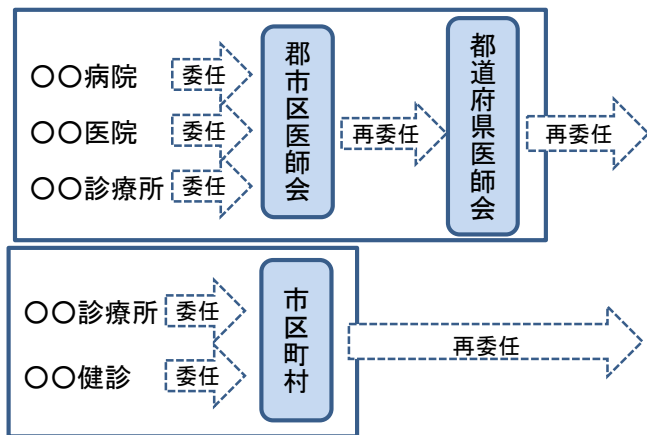 〇〇病院
委任
〇〇医院
委任
〇〇診療所
委任
郡市区医師会
再委任
都道府県医師会
再委任
〇〇診療所
委任
〇〇健診
委任
市区町村
再委任